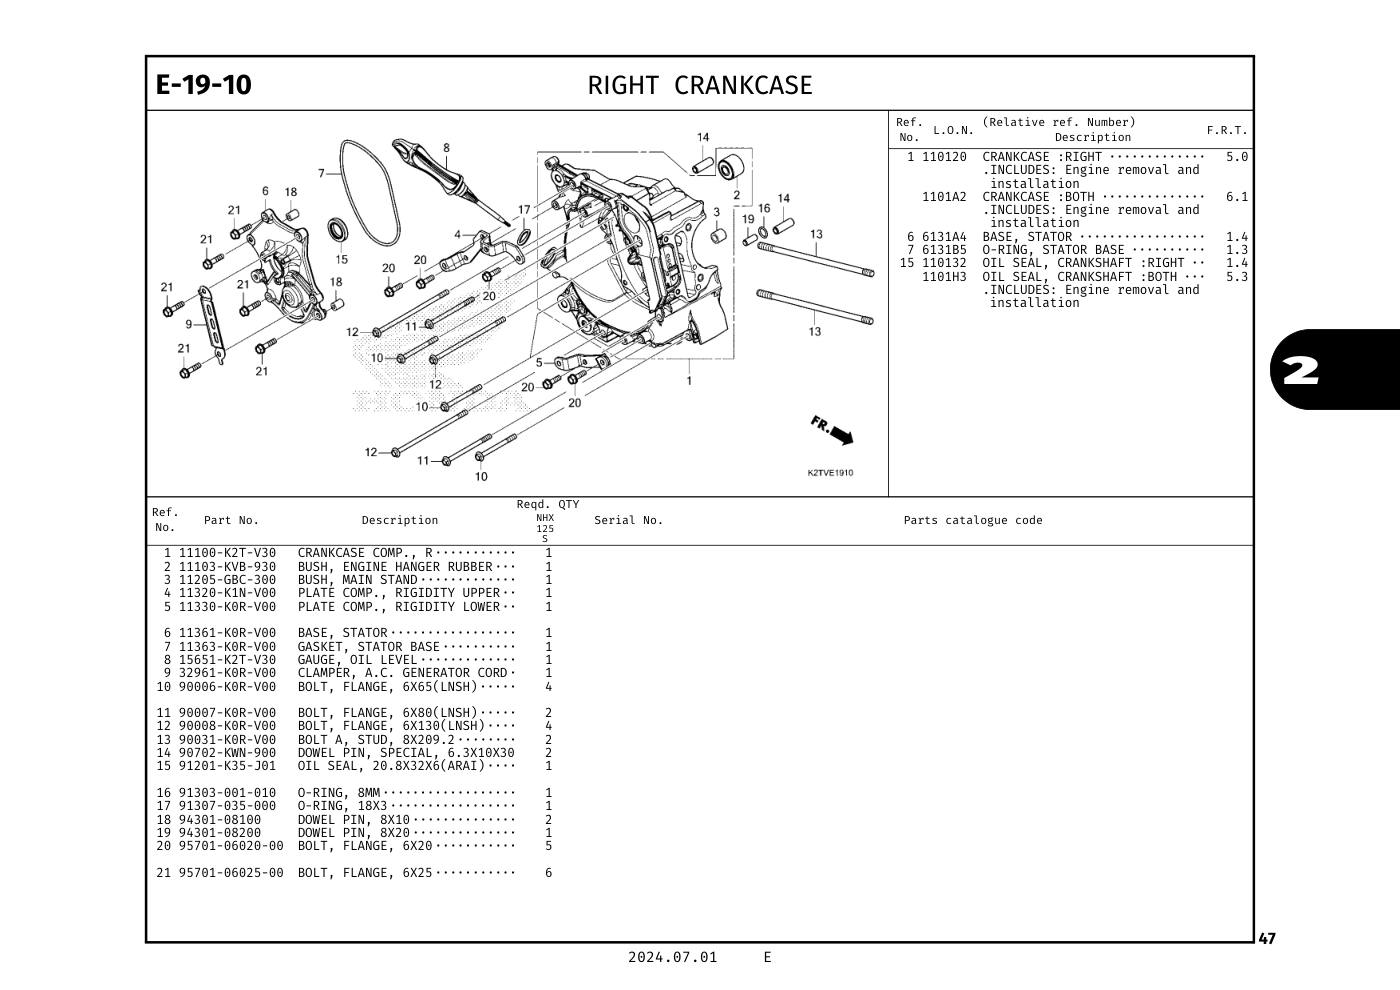 E-19-10
RIGHT CRANKCASE
Ref. No. L.O.N. (Relative ref. Number) Description F.R.T.
1 110120 CRANKCASE :RIGHT ············· 5.0
.INCLUDES: Engine removal and
installation
1101A2 CRANKCASE :BOTH ·············· 6.1
.INCLUDES: Engine removal and
installation
6 6131A4 BASE, STATOR ················· 1.4
7 6131B5 O-RING, STATOR BASE ·········· 1.3
15 110132 OIL SEAL, CRANKSHAFT :RIGHT ·· 1.4
1101H3 OIL SEAL, CRANKSHAFT :BOTH ··· 5.3
.INCLUDES: Engine removal and
installation
14
8
7
2
6
18
14
21
17
3
16
19
4
13
21
15
20
20
21
21
18
20
9
12
11
13
21
10
21
5
12
20
1
10
20
FR.
12
11
10
K2TVE1910
HONDA
2
Ref. No. Part No. Description Reqd. QTY NHX 125 S Serial No. Parts catalogue code
1 11100-K2T-V30 CRANKCASE COMP., R··········· 1
2 11103-KVB-930 BUSH, ENGINE HANGER RUBBER··· 1
3 11205-GBC-300 BUSH, MAIN STAND············· 1
4 11320-K1N-V00 PLATE COMP., RIGIDITY UPPER·· 1
5 11330-K0R-V00 PLATE COMP., RIGIDITY LOWER·· 1
6 11361-K0R-V00 BASE, STATOR················· 1
7 11363-K0R-V00 GASKET, STATOR BASE·········· 1
8 15651-K2T-V30 GAUGE, OIL LEVEL············· 1
9 32961-K0R-V00 CLAMPER, A.C. GENERATOR CORD· 1
10 90006-K0R-V00 BOLT, FLANGE, 6X65(LNSH)····· 4
11 90007-K0R-V00 BOLT, FLANGE, 6X80(LNSH)····· 2
12 90008-K0R-V00 BOLT, FLANGE, 6X130(LNSH)···· 4
13 90031-K0R-V00 BOLT A, STUD, 8X209.2········ 2
14 90702-KWN-900 DOWEL PIN, SPECIAL, 6.3X10X30 2
15 91201-K35-J01 OIL SEAL, 20.8X32X6(ARAI)···· 1
16 91303-001-010 O-RING, 8MM·················· 1
17 91307-035-000 O-RING, 18X3················· 1
18 94301-08100 DOWEL PIN, 8X10·············· 2
19 94301-08200 DOWEL PIN, 8X20·············· 1
20 95701-06020-00 BOLT, FLANGE, 6X20··········· 5
21 95701-06025-00 BOLT, FLANGE, 6X25··········· 6
47
2024.07.01 E